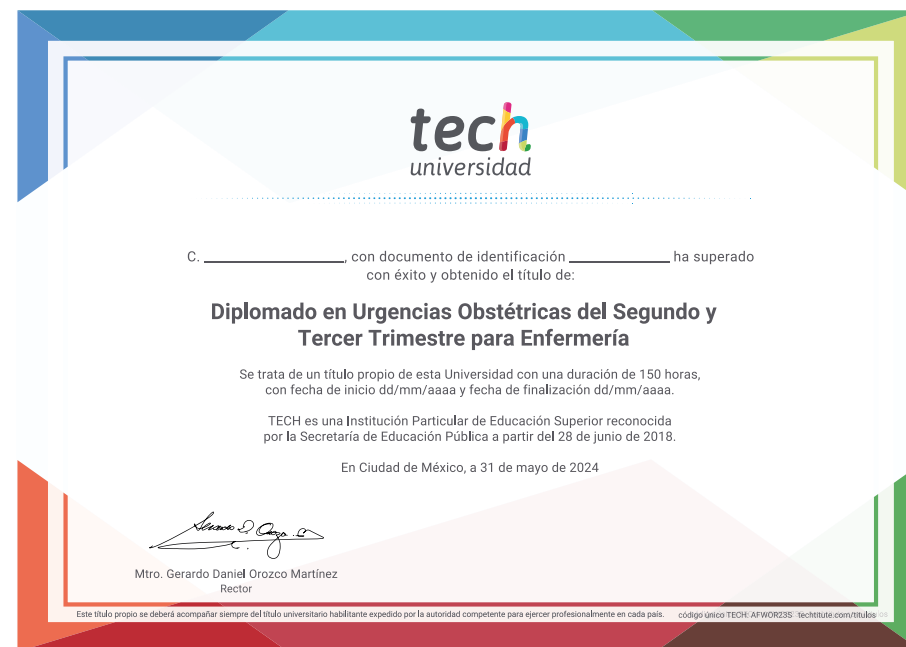 tech
universidad
C. ____________, con documento de identificación ____________ ha superado
con éxito y obtenido el título de:
Diplomado en Urgencias Obstétricas del Segundo y
Tercer Trimestre para Enfermería
Se trata de un título propio de esta Universidad con una duración de 150 horas,
con fecha de inicio dd/mm/aaaa y fecha de finalización dd/mm/aaaa.
TECH es una Institución Particular de Educación Superior reconocida
por la Secretaría de Educación Pública a partir del 28 de junio de 2018.
En Ciudad de México, a 31 de mayo de 2024
Mtro. Gerardo Daniel Orozco Martínez
Rector
Este título propio se deberá acompañar siempre del título universitario habilitante expedido por la autoridad competente para ejercer profesionalmente en cada país. código único TECH: AFWOR23S techtitute.com/titulos